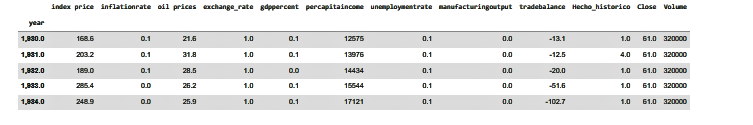 index price inflationrate oil prices exchange_rate gdppercent percapitaincome unemploymentrate manufacturingoutput tradebalance Hecho_historico Close Volume
year
1,980.0 168.6 0.1 21.6 1.0 0.1 12575 0.1 0.0 -13.1 1.0 61.0 320000
1,981.0 203.2 0.1 31.8 1.0 0.1 13976 0.1 0.0 -12.5 4.0 61.0 320000
1,982.0 189.0 0.1 28.5 1.0 0.0 14434 0.1 0.0 -20.0 1.0 61.0 320000
1,983.0 285.4 0.0 26.2 1.0 0.1 15544 0.1 0.0 -51.6 1.0 61.0 320000
1,984.0 248.9 0.0 25.9 1.0 0.1 17121 0.1 0.0 -102.7 1.0 61.0 320000